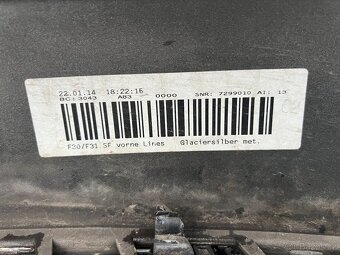 22.01.14 18:22:16
BC: 3043 A83 0000 SNR: 7299010 AI: 13
F30/F31 SF vorne Lines Glaciersilber met.